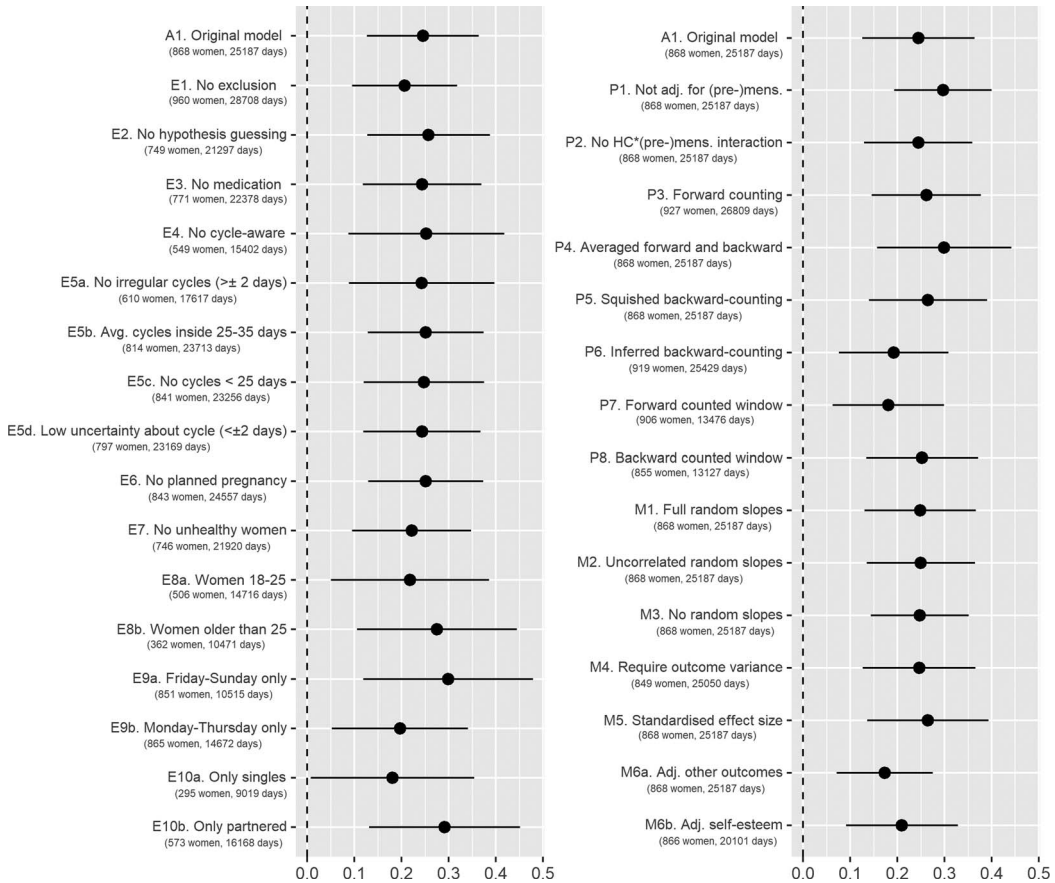 A1. Original model
(868 women, 25187 days)
E1. No exclusion
(960 women, 28708 days)
E2. No hypothesis guessing
(749 women, 21297 days)
E3. No medication
(771 women, 22378 days)
E4. No cycle-aware
(549 women, 15402 days)
E5a. No irregular cycles (>± 2 days)
(610 women, 17617 days)
E5b. Avg. cycles inside 25-35 days
(814 women, 23713 days)
E5c. No cycles < 25 days
(841 women, 23256 days)
E5d. Low uncertainty about cycle (<±2 days)
(797 women, 23169 days)
E6. No planned pregnancy
(843 women, 24557 days)
E7. No unhealthy women
(746 women, 21920 days)
E8a. Women 18-25
(506 women, 14716 days)
E8b. Women older than 25
(362 women, 10471 days)
E9a. Friday-Sunday only
(851 women, 10515 days)
E9b. Monday-Thursday only
(865 women, 14672 days)
E10a. Only singles
(295 women, 9019 days)
E10b. Only partnered
(573 women, 16168 days)
0.0 0.1 0.2 0.3 0.4 0.5
A1. Original model
(868 women, 25187 days)
P1. Not adj. for (pre-)mens.
(868 women, 25187 days)
P2. No HC*(pre-)mens. interaction
(868 women, 25187 days)
P3. Forward counting
(927 women, 26809 days)
P4. Averaged forward and backward
(868 women, 25187 days)
P5. Squished backward-counting
(868 women, 25187 days)
P6. Inferred backward-counting
(919 women, 25429 days)
P7. Forward counted window
(906 women, 13476 days)
P8. Backward counted window
(855 women, 13127 days)
M1. Full random slopes
(868 women, 25187 days)
M2. Uncorrelated random slopes
(868 women, 25187 days)
M3. No random slopes
(868 women, 25187 days)
M4. Require outcome variance
(849 women, 25050 days)
M5. Standardised effect size
(868 women, 25187 days)
M6a. Adj. other outcomes
(868 women, 25187 days)
M6b. Adj. self-esteem
(866 women, 20101 days)
0.0 0.1 0.2 0.3 0.4 0.5